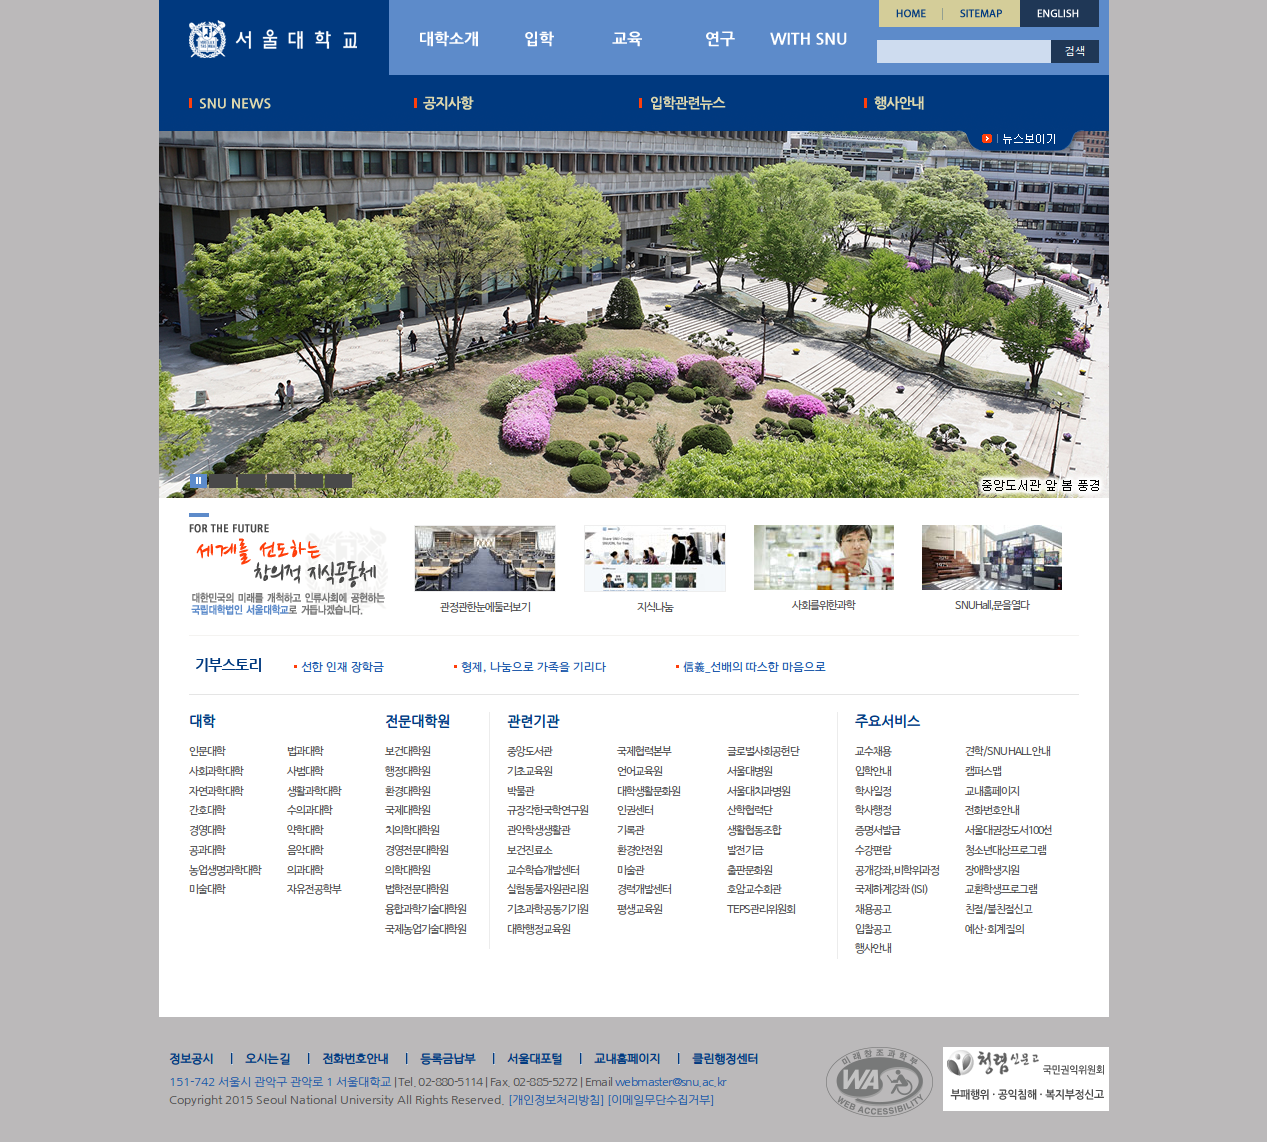 서울대학교
대학소개 입학 교육 연구 WITH SNU
HOME SITEMAP ENGLISH
검색
SNU NEWS 공지사항 입학관련뉴스 행사안내
뉴스보이기
중앙도서관 앞 봄 풍경
FOR THE FUTURE
세계를 선도하는
창의적 지식공동체
대한민국의 미래를 개척하고 인류사회에 공헌하는
국립대학법인 서울대학교로 거듭나겠습니다.
관정관한눈에둘러보기 지식나눔 사회를위한과학 SNUHall,문을열다
기부스토리 선한 인재 장학금 형제, 나눔으로 가족을 기리다 信義_선배의 따스한 마음으로
대학 전문대학원 관련기관 주요서비스
인문대학 법과대학 보건대학원 중앙도서관 국제협력본부 글로벌사회공헌단 교수채용 견학/SNU HALL 안내
사회과학대학 사범대학 행정대학원 기초교육원 언어교육원 서울대병원 입학안내 캠퍼스맵
자연과학대학 생활과학대학 환경대학원 박물관 대학생활문화원 서울대치과병원 학사일정 교내홈페이지
간호대학 수의과대학 국제대학원 규장각한국학연구원 인권센터 산학협력단 학사행정 전화번호안내
경영대학 약학대학 치의학대학원 관악학생생활관 기록관 생활협동조합 증명서발급 서울대권장도서100선
공과대학 음악대학 경영전문대학원 보건진료소 환경안전원 발전기금 수강편람 청소년대상프로그램
농업생명과학대학 의과대학 의학대학원 교수학습개발센터 미술관 출판문화원 공개강좌,비학위과정 장애학생지원
미술대학 자유전공학부 법학전문대학원 실험동물자원관리원 경력개발센터 호암교수회관 국제하계강좌 (ISI) 교환학생프로그램
융합과학기술대학원 기초과학공동기기원 평생교육원 TEPS관리위원회 채용공고 친절/불친절신고
국제농업기술대학원 대학행정교육원 입찰공고 예산·회계 질의
행사안내
정보공시 오시는길 전화번호안내 등록금납부 서울대포털 교내홈페이지 클린행정센터
151-742 서울시 관악구 관악로 1 서울대학교 | Tel. 02-880-5114 | Fax. 02-885-5272 | Email webmaster@snu.ac.kr
Copyright 2015 Seoul National University All Rights Reserved. [개인정보처리방침] [이메일무단수집거부]
미래창조과학부
WA
WEB ACCESSIBILITY
청렴신문고 국민권익위원회
부패행위 · 공익침해 · 복지부정신고